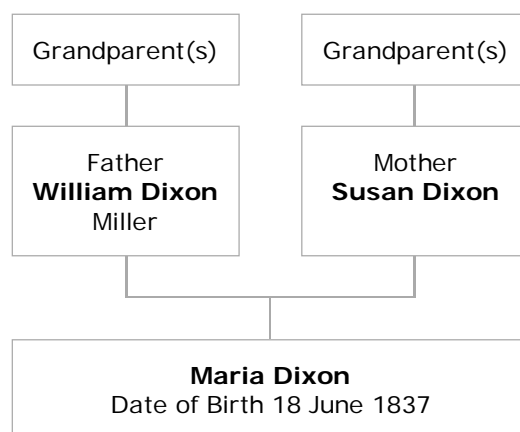 Grandparent(s)
Grandparent(s)
Father
William Dixon
Miller
Mother
Susan Dixon
Maria Dixon
Date of Birth 18 June 1837